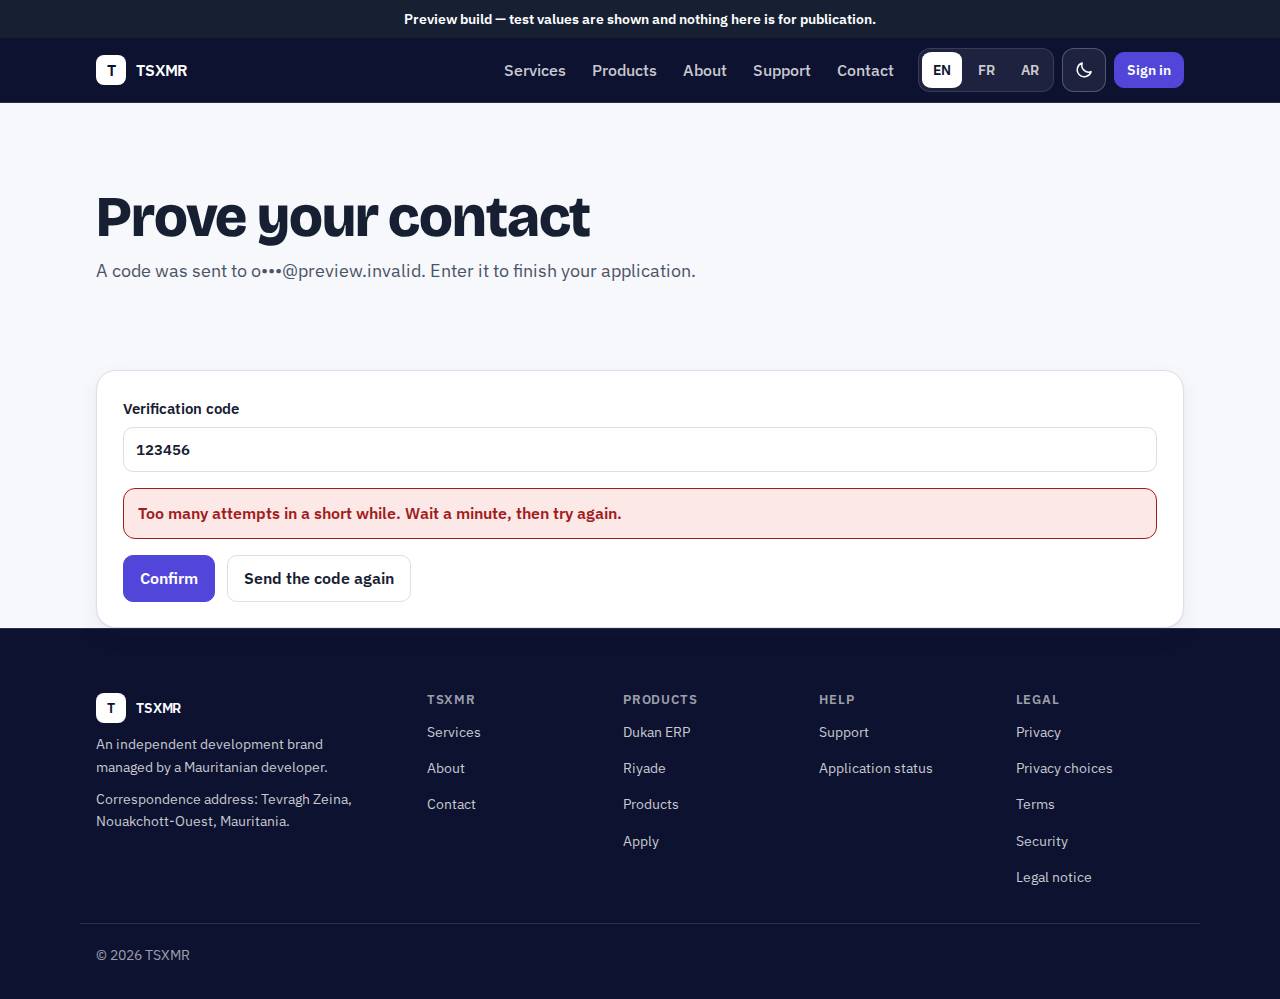 Preview build — test values are shown and nothing here is for publication.
T TSXMR
Services Products About Support Contact EN FR AR Sign in
Prove your contact
A code was sent to o•••@preview.invalid. Enter it to finish your application.
Verification code
123456
Too many attempts in a short while. Wait a minute, then try again.
Confirm Send the code again
T TSXMR
An independent development brand
managed by a Mauritanian developer.
Correspondence address: Tevragh Zeina,
Nouakchott-Ouest, Mauritania.
TSXMR
Services
About
Contact
PRODUCTS
Dukan ERP
Riyade
Products
Apply
HELP
Support
Application status
LEGAL
Privacy
Privacy choices
Terms
Security
Legal notice
© 2026 TSXMR